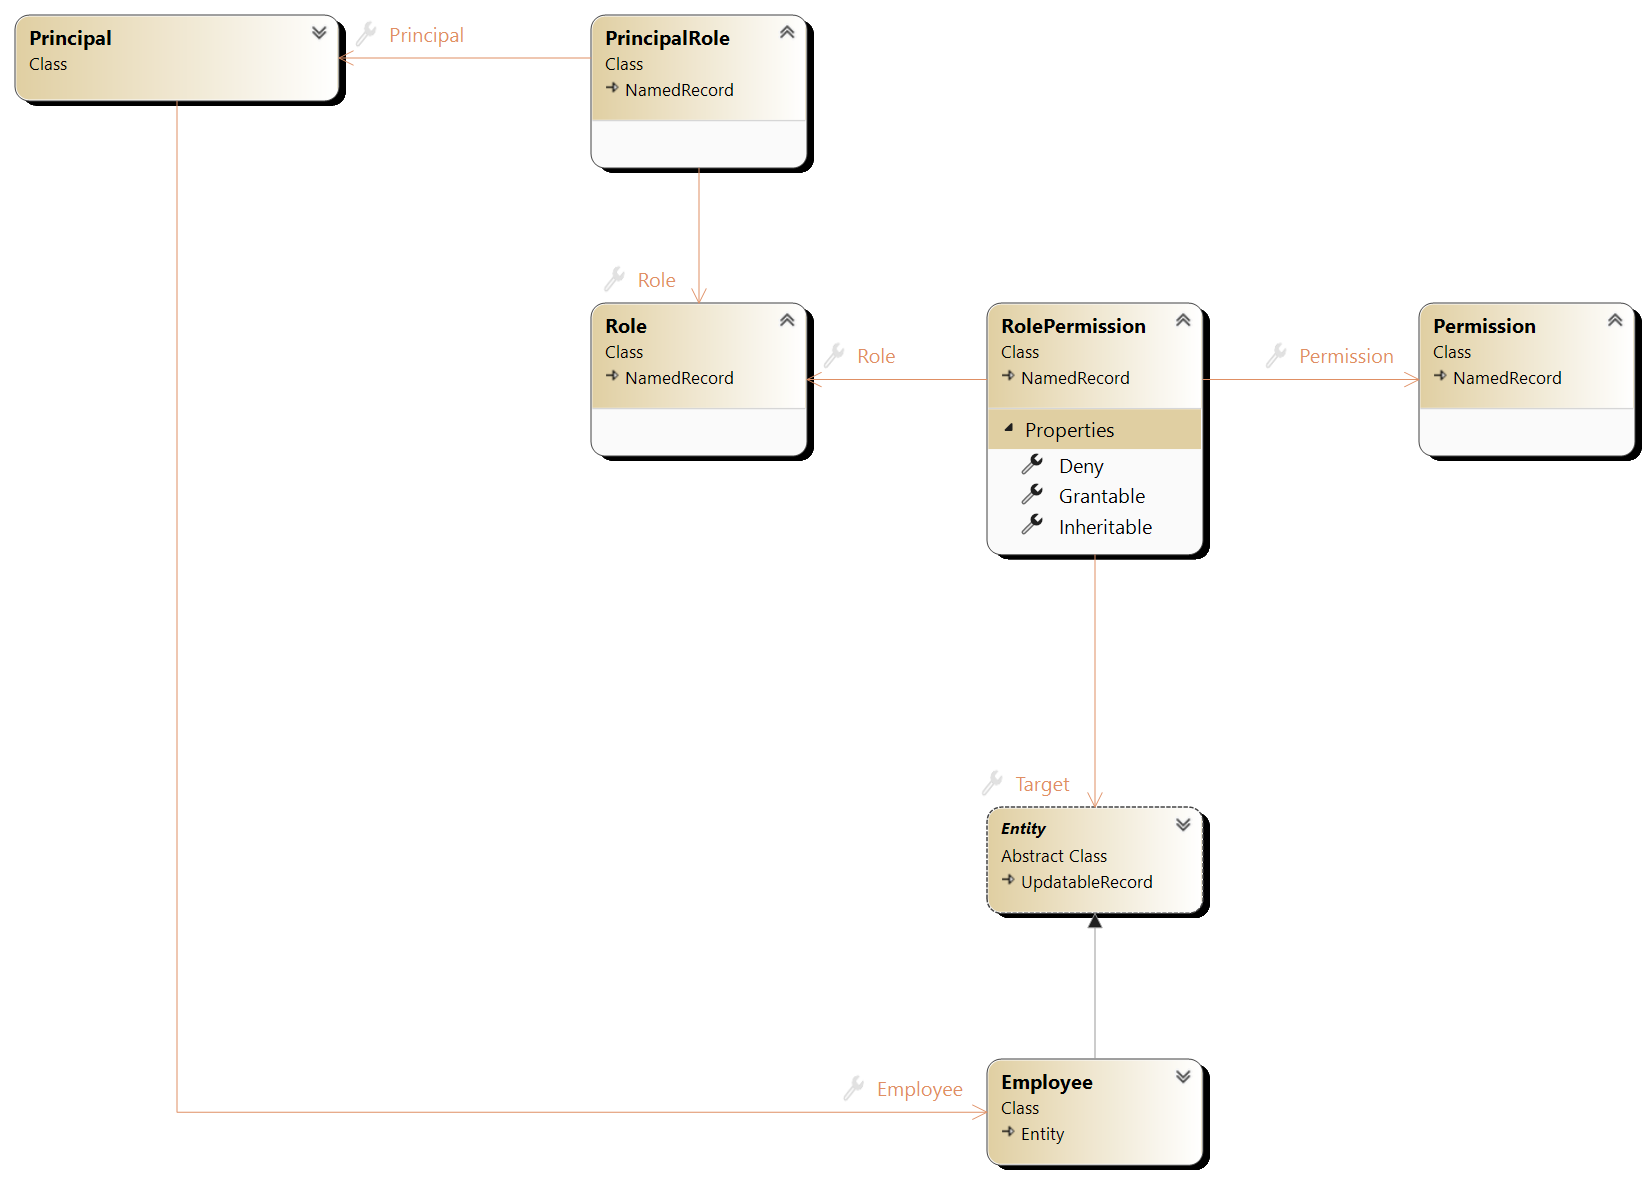 Principal
Class
Principal
PrincipalRole
Class
NamedRecord
Role
Role
Class
NamedRecord
Role
RolePermission
Class
NamedRecord
Properties
Deny
Grantable
Inheritable
Permission
Permission
Class
NamedRecord
Target
Entity
Abstract Class
UpdatableRecord
Employee
Employee
Class
Entity